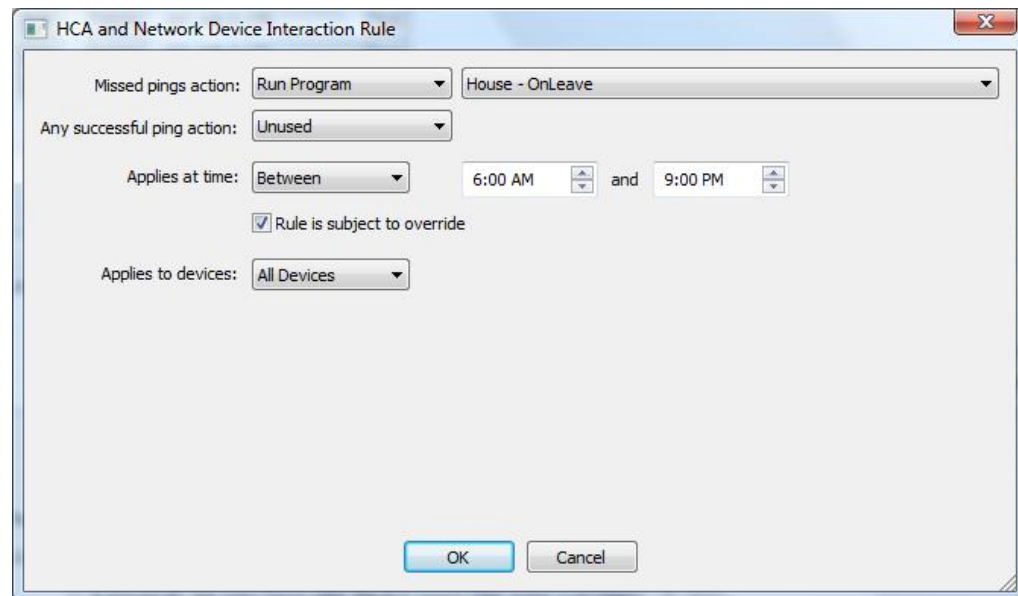 HCA and Network Device Interaction Rule
Missed pings action: Run Program House - OnLeave
Any successful ping action: Unused
Applies at time: Between 6:00 AM and 9:00 PM
Rule is subject to override
Applies to devices: All Devices
OK Cancel